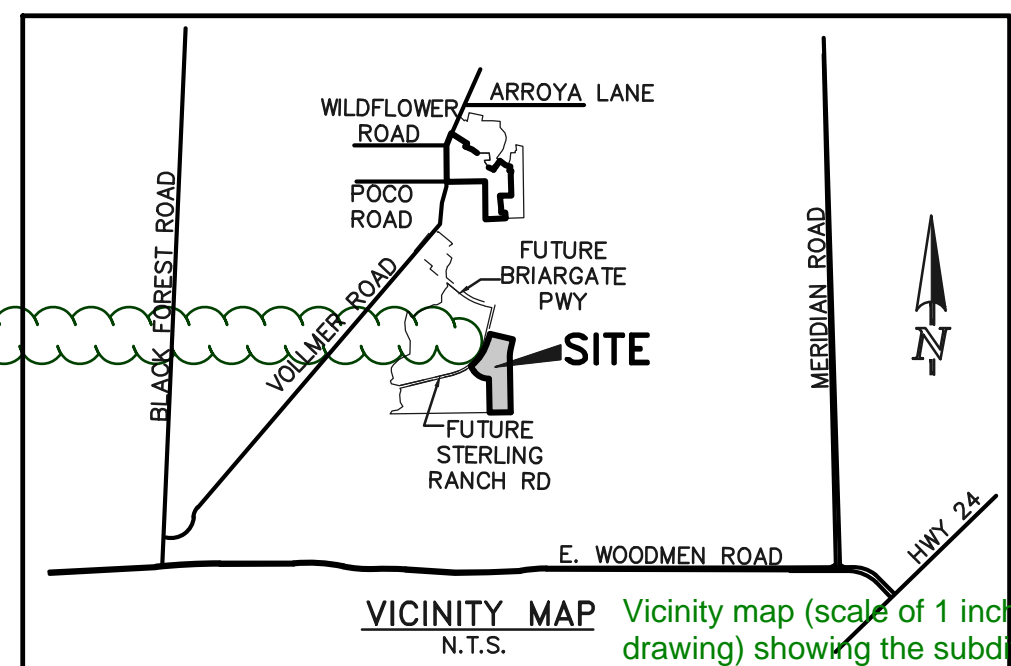 ARROYA LANE
WILDFLOWER
ROAD
POCO
ROAD
BLACK FOREST ROAD
VOLLMER ROAD
FUTURE
BRIARGATE
PWY
MERIDIAN ROAD
N
SITE
FUTURE
STERLING
RANCH RD
E. WOODMEN ROAD
HWY 24
VICINITY MAP
N.T.S.
Vicinity map (scale of 1 inch
drawing) showing the subdi